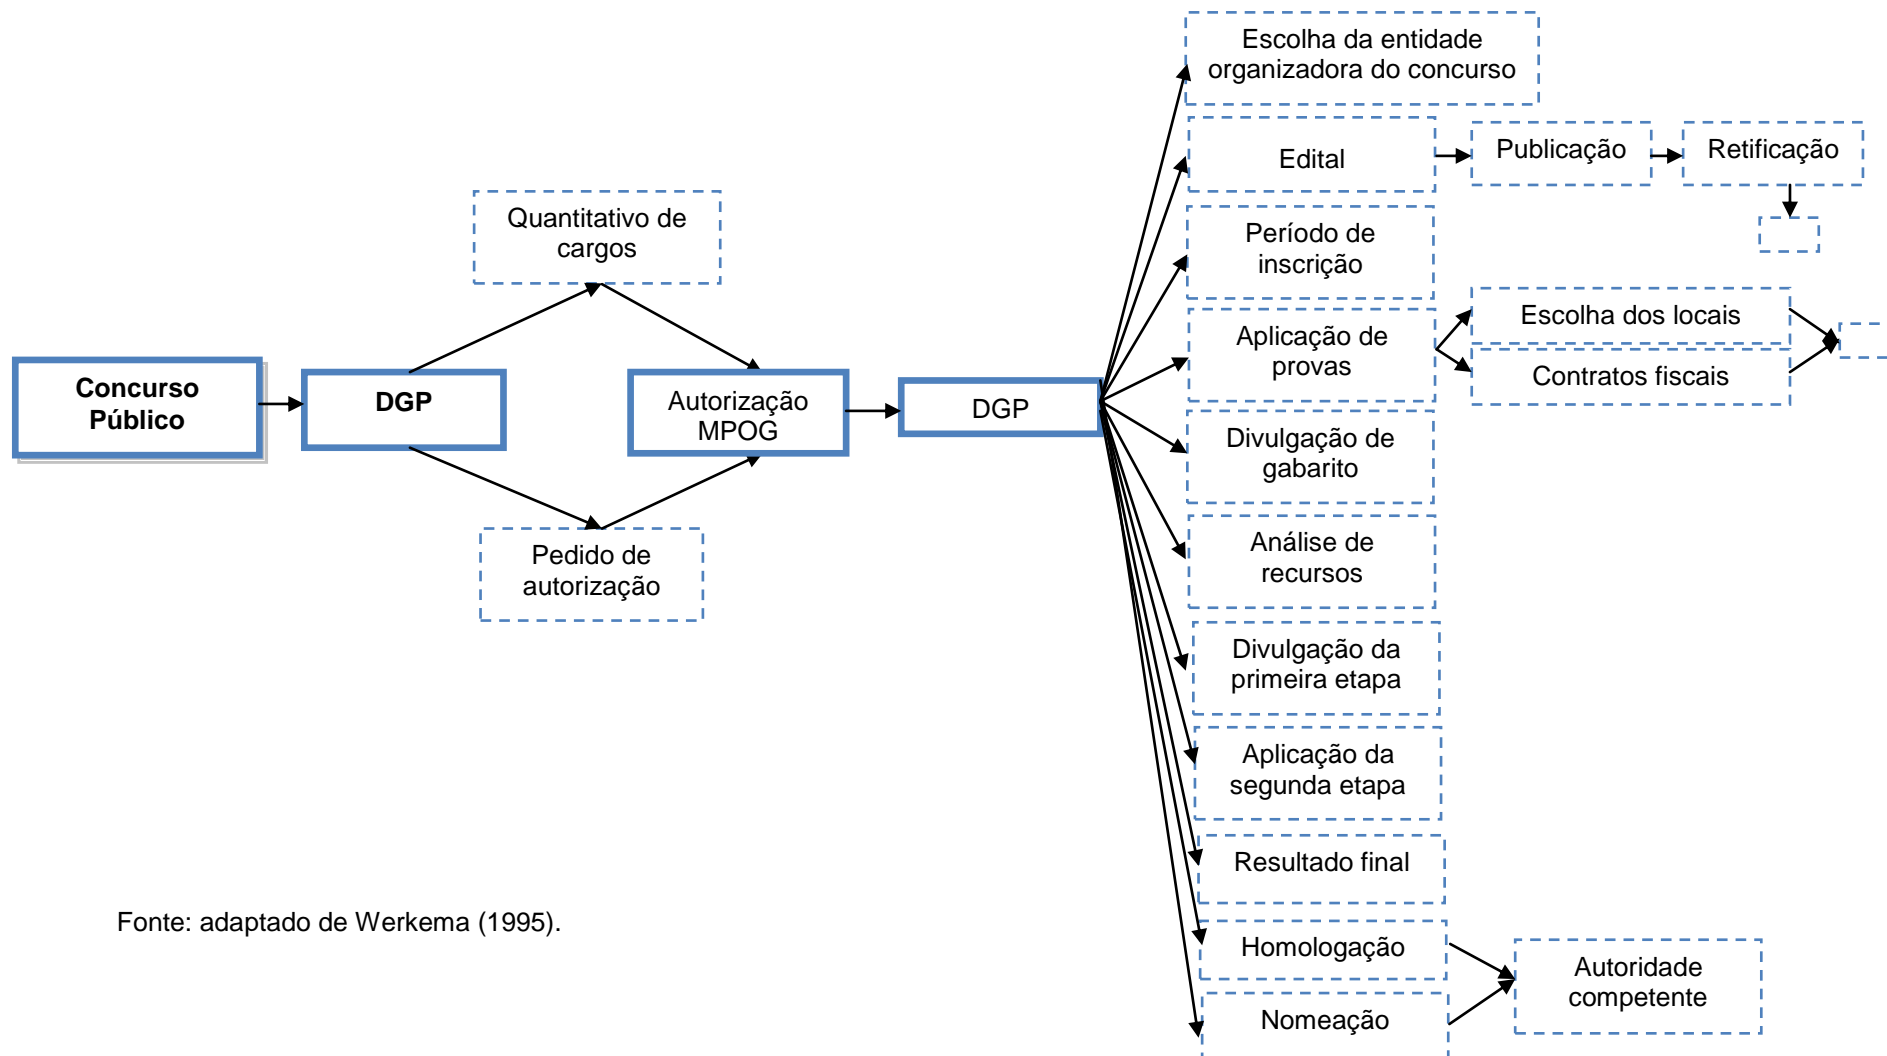 Concurso
Público
DGP
Quantitativo de
cargos
Pedido de
autorização
Autorização
MPOG
DGP
Escolha da entidade
organizadora do concurso
Edital
Publicação
Retificação
Período de
inscrição
Aplicação de
provas
Escolha dos locais
Contratos fiscais
Divulgação de
gabarito
Análise de
recursos
Divulgação da
primeira etapa
Aplicação da
segunda etapa
Resultado final
Homologação
Nomeação
Autoridade
competente
Fonte: adaptado de Werkema (1995).